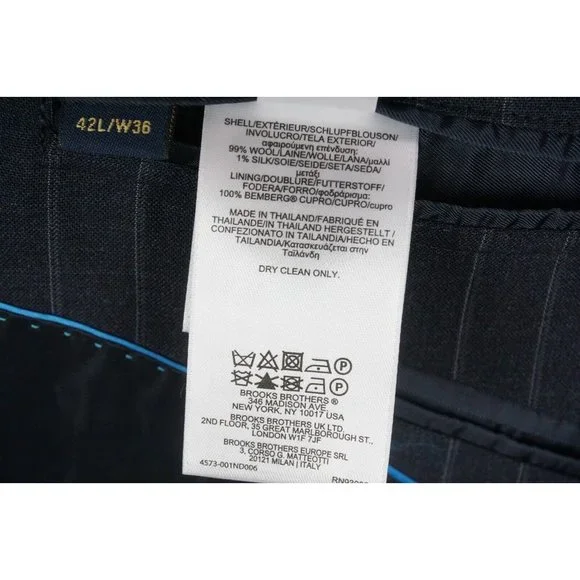 42L/W36
SHELL/EXTÉRIEUR/SCHLUPFBLOUSON/
INVOLUCRO/TELA EXTERIOR/
αφαιρούμενη επένδυση:
99% WOOL/LAINE/WOLLE/LANA/μαλλί
1% SILK/SOIE/SEIDE/SETA/SEDA/
μετάξι
LINING/DOUBLURE/FUTTERSTOFF/
FODERA/FORRO/φόδρα:
100% BEMBERG® CUPRO/CUPRO/cupro
MADE IN THAILAND/FABRIQUÉ EN
THAÏLANDE/IN THAILAND HERGESTELLT/
CONFEZIONATO IN TAILANDIA/HECHO EN
TAILANDIA/Κατασκευάζεται στην
Ταϊλάνδη
DRY CLEAN ONLY.
P
P
BROOKS BROTHERS ®
346 MADISON AVE.
NEW YORK, NY 10017 USA
BROOKS BROTHERS UK LTD.
2ND FLOOR, 35 GREAT MARLBOROUGH ST.,
LONDON W1F 7JF
BROOKS BROTHERS EUROPE SRL
3, CORSO G. MATTEOTTI
20121 MILAN | ITALY
4S73-001ND006